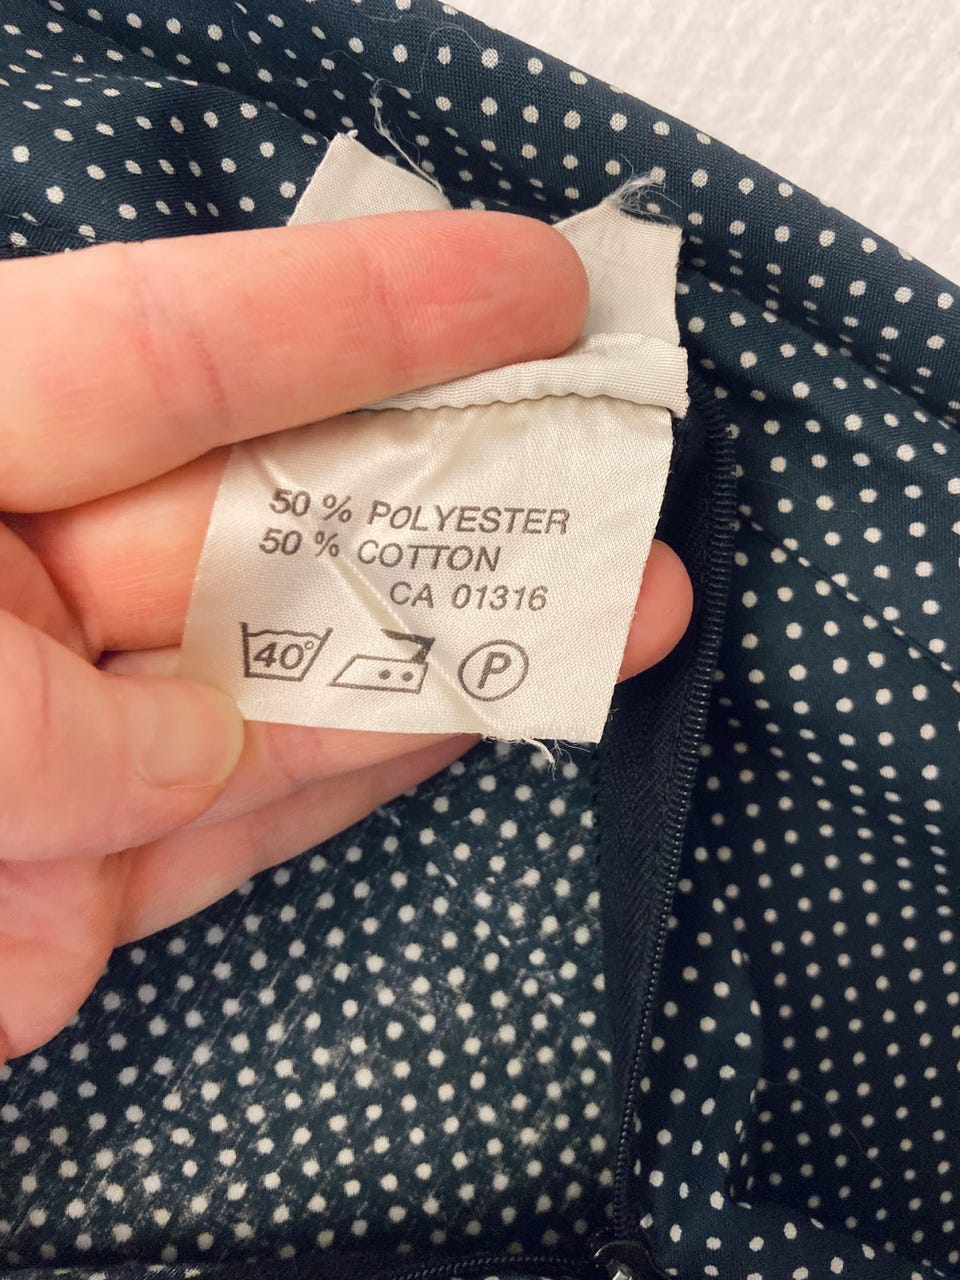 50 % POLYESTER
50 % COTTON
CA 01316
40° P